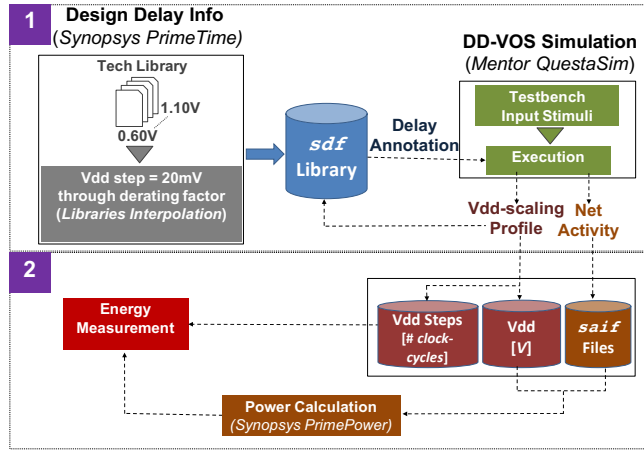 1
Design Delay Info
(Synopsys PrimeTime)
Tech Library
1.10V
0.60V
Vdd step = 20mV
through derating factor
(Libraries Interpolation)
sdf
Library
Delay
Annotation
DD-VOS Simulation
(Mentor QuestaSim)
Testbench
Input Stimuli
Execution
Vdd-scaling
Profile
Net
Activity
2
Energy
Measurement
Vdd Steps
[# clock-
cycles]
Vdd
[V]
saif
Files
Power Calculation
(Synopsys PrimePower)